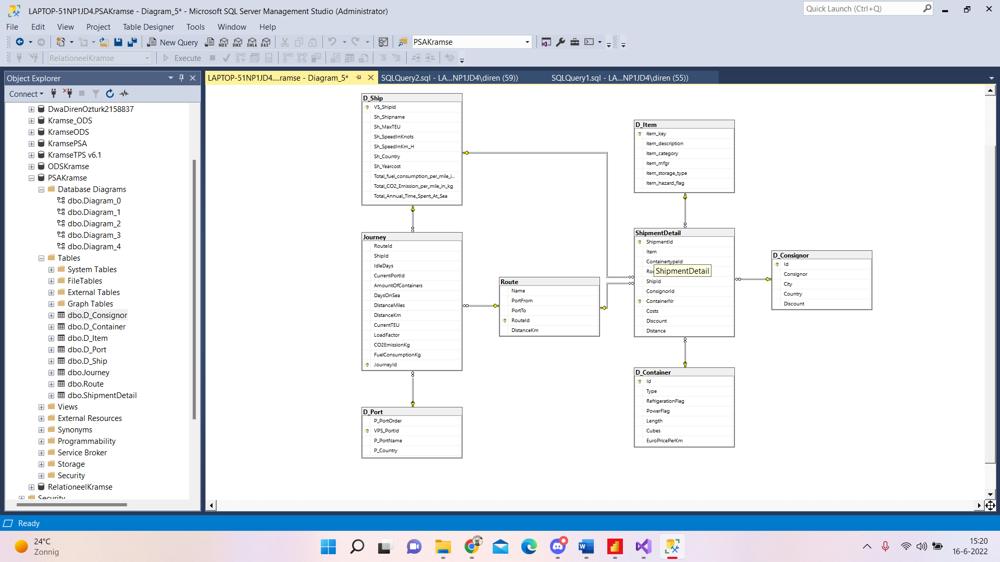 LAPTOP-51NP1JD4.PSAKramse - Diagram_5* - Microsoft SQL Server Management Studio (Administrator)
Quick Launch (Ctrl+Q)
File Edit View Project Table Designer Tools Window Help
New Query MDX DMX XMLA DAX PSAKramse
RelationeelKramse Execute
Object Explorer
LAPTOP-51NP1JD4....ramse - Diagram_5*
SQLQuery2.sql - LA...NP1JD4\diren (59))
SQLQuery1.sql - LA...NP1JD4\diren (55))
Connect
DwaDirenOzturk2158837
Kramse_ODS
KramseODS
KramsePSA
KramseTPS v6.1
ODSKramse
PSAKramse
Database Diagrams
dbo.Diagram_0
dbo.Diagram_1
dbo.Diagram_2
dbo.Diagram_3
dbo.Diagram_4
Tables
System Tables
FileTables
External Tables
Graph Tables
dbo.D_Consignor
dbo.D_Container
dbo.D_Item
dbo.D_Port
dbo.D_Ship
dbo.Journey
dbo.Route
dbo.ShipmentDetail
Views
External Resources
Synonyms
Programmability
Service Broker
Storage
Security
RelationeelKramse
Security
D_Ship
VS_Shipid
Sh_Shipname
Sh_MaxTEU
Sh_SpeedInKnots
Sh_SpeedInKm_H
Sh_Country
Sh_Yearcost
Total_fuel_consumption_per_mile_i...
Total_CO2_Emission_per_mile_in_kg
Total_Annual_Time_Spent_At_Sea
Journey
RouteId
ShipId
IdleDays
CurrentPortId
AmountOfContainers
DaysOnSea
DistanceMiles
DistanceKm
CurrentTEU
LoadFactor
CO2EmissionKg
FuelConsumptionKg
JourneyId
D_Port
P_PortOrder
VPS_PortId
P_PortName
P_Country
Route
Name
PortFrom
PortTo
RouteId
DistanceKm
D_Item
item_key
item_description
item_category
item_mfgr
item_storage_type
item_hazard_flag
ShipmentDetail
ShipmentId
Item
ContainertypeId
Rou
ShipmentDetail
ShipId
ConsignorId
ContainerNr
Costs
Discount
Distance
D_Container
Id
Type
RefrigerationFlag
PowerFlag
Length
Cubes
EuroPricePerKm
D_Consignor
Id
Consignor
City
Country
Discount
Ready
24°C
Zonnig
15:20
16-6-2022